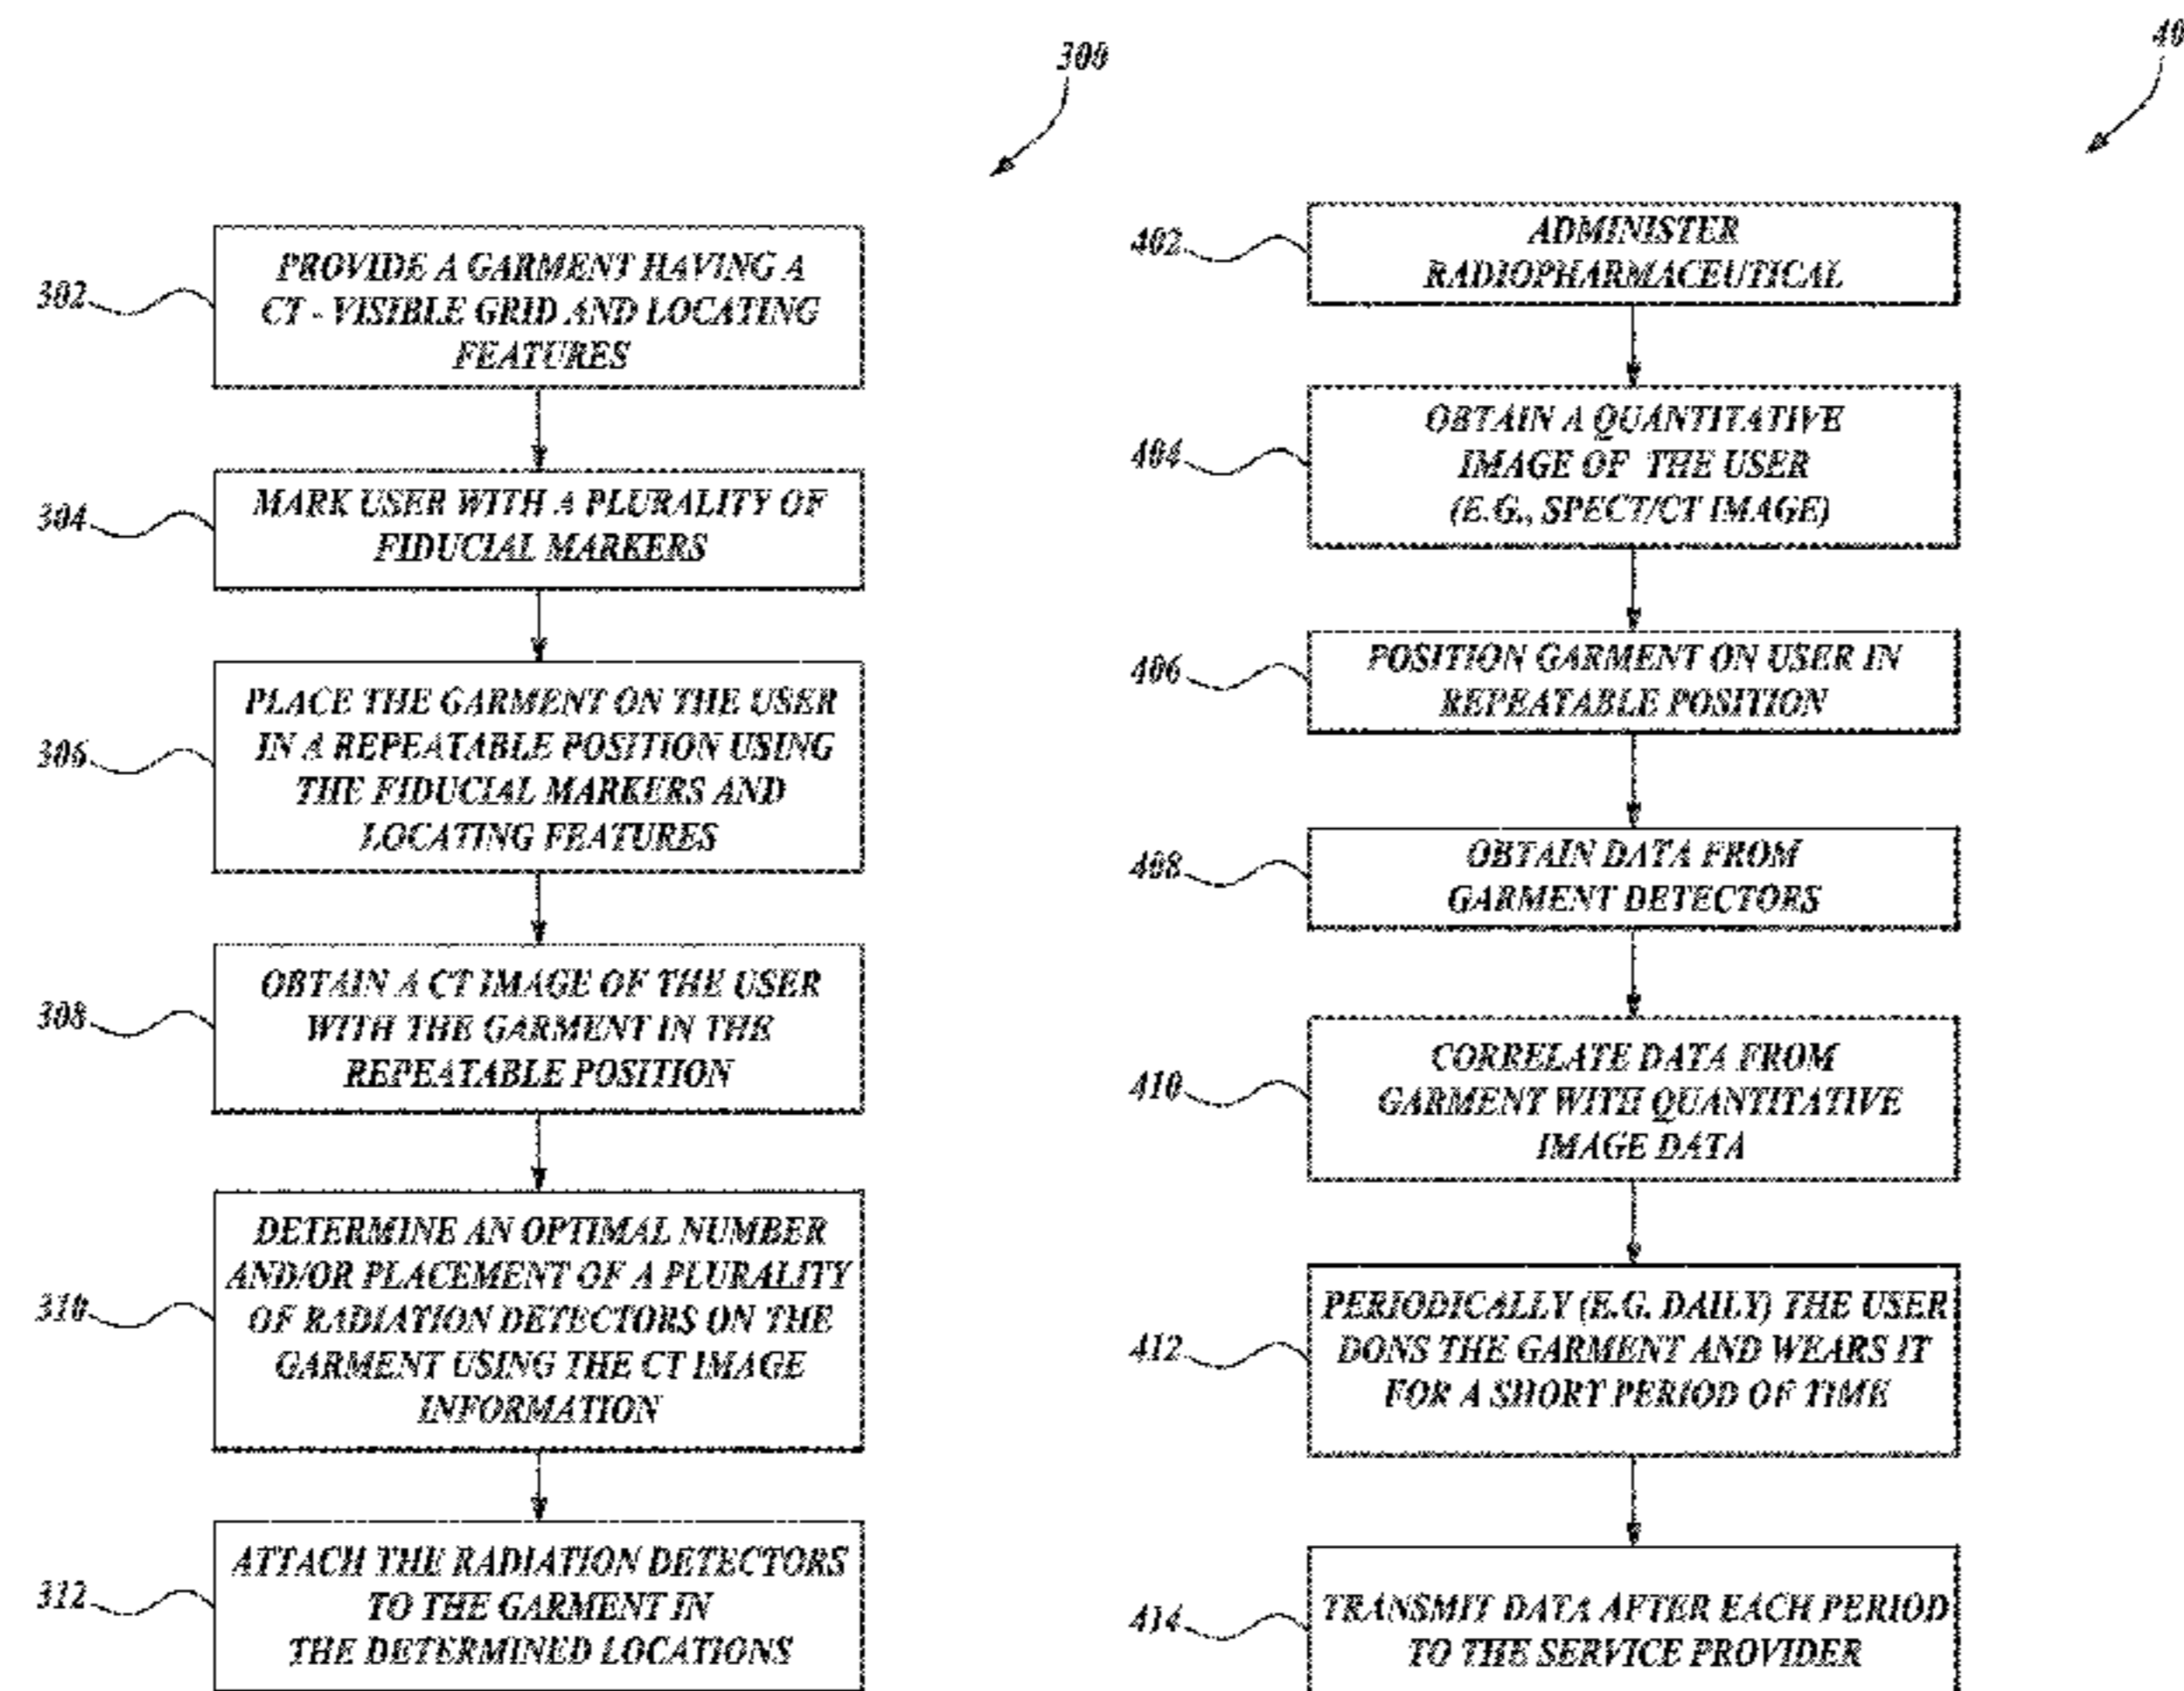 300
302
PROVIDE A GARMENT HAVING A
CT - VISIBLE GRID AND LOCATING
FEATURES
304
MARK USER WITH A PLURALITY OF
FIDUCIAL MARKERS
306
PLACE THE GARMENT ON THE USER
IN A REPEATABLE POSITION USING
THE FIDUCIAL MARKERS AND
LOCATING FEATURES
308
OBTAIN A CT IMAGE OF THE USER
WITH THE GARMENT IN THE
REPEATABLE POSITION
310
DETERMINE AN OPTIMAL NUMBER
AND/OR PLACEMENT OF A PLURALITY
OF RADIATION DETECTORS ON THE
GARMENT USING THE CT IMAGE
INFORMATION
312
ATTACH THE RADIATION DETECTORS
TO THE GARMENT IN
THE DETERMINED LOCATIONS
40
402
ADMINISTER
RADIOPHARMACEUTICAL
404
OBTAIN A QUANTITATIVE
IMAGE OF THE USER
(E.G., SPECT/CT IMAGE)
406
POSITION GARMENT ON USER IN
REPEATABLE POSITION
408
OBTAIN DATA FROM
GARMENT DETECTORS
410
CORRELATE DATA FROM
GARMENT WITH QUANTITATIVE
IMAGE DATA
412
PERIODICALLY (E.G. DAILY) THE USER
DONS THE GARMENT AND WEARS IT
FOR A SHORT PERIOD OF TIME
414
TRANSMIT DATA AFTER EACH PERIOD
TO THE SERVICE PROVIDER